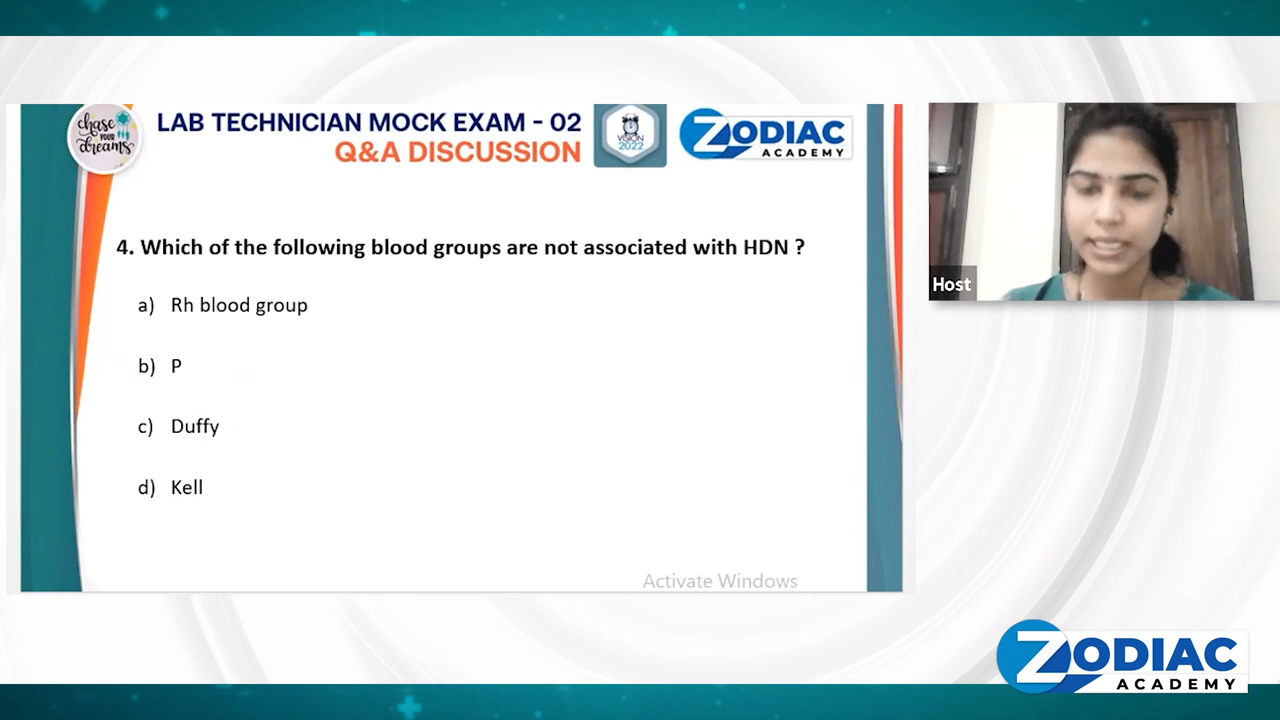 chase
YOUR
dreams
LAB TECHNICIAN MOCK EXAM - 02
Q&A DISCUSSION
VISION
2022
ZODIAC
ACADEMY
4. Which of the following blood groups are not associated with HDN ?
a) Rh blood group
b) P
c) Duffy
d) Kell
Activate Windows
Host
ZODIAC
ACADEMY